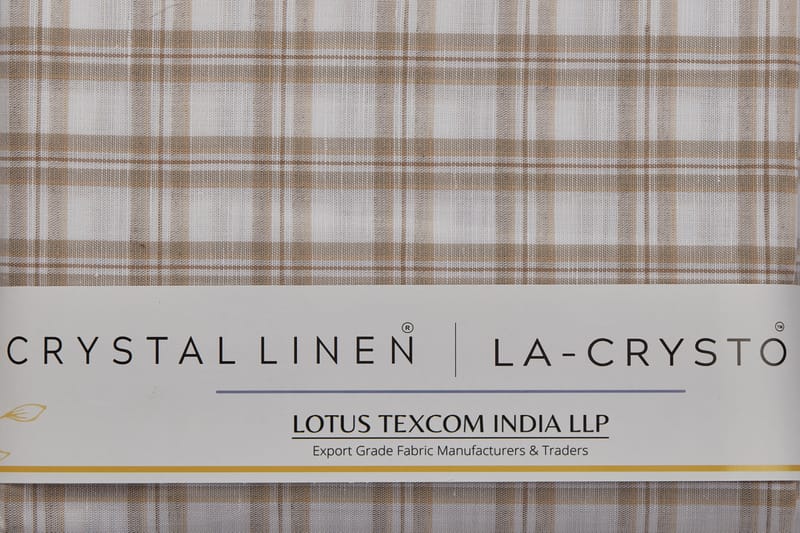 CRYSTAL LINEN® | LA-CRYSTO™
LOTUS TEXCOM INDIA LLP
Export Grade Fabric Manufacturers & Traders